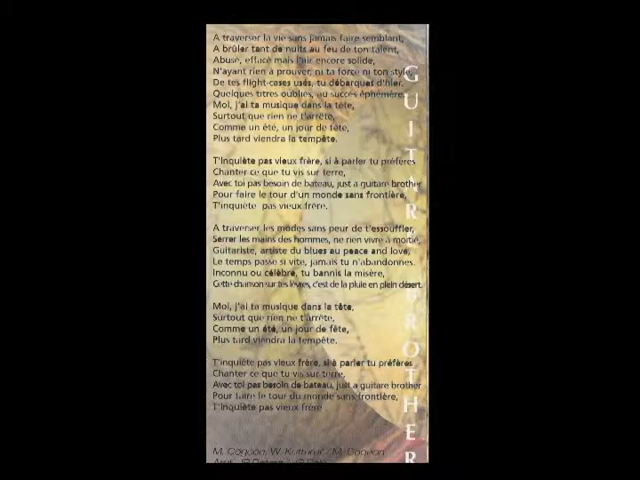 A traverser la vie sans jamais faire semblant,
A brûler tant de nuits au feu de ton talent,
Abusé, effacé mais l'air encore solide,
N'ayant rien a prouver, ni ta force ni ton style,
De tes flight-cases usés, tu débarques d'hier.
Quelques titres oubliés, au succès éphémère,
Moi, j'ai ta musique dans la tête,
Surtout que rien ne t'arrête,
Comme un été, un jour de fête,
Plus tard viendra la tempête.
T'inquiète pas vieux frère, si à parler tu préfères
Chanter ce que tu vis sur terre,
Avec toi pas besoin de bateau, just a guitare brother
Pour faire le tour d'un monde sans frontière,
T'inquiète pas vieux frère.
A traverser les modes sans peur de t'essouffler,
Serrer les mains des hommes, ne rien vivre à moitié,
Guitariste, artiste du blues au peace and love,
Le temps passe si vite, jamais tu n'abandonnes.
Inconnu ou célèbre, tu bannis la misère,
Cette chanson sur tes lèvres, c'est de la pluie en plein désert.
Moi, j'ai ta musique dans la tête,
Surtout que rien ne t'arrête,
Comme un été, un jour de fête,
Plus tard viendra la tempête.
T'inquiète pas vieux frère, si à parler tu préfères
Chanter ce que tu vis sur terre,
Avec toi pas besoin de bateau, just a guitare brother
Pour faire le tour du monde sans frontière,
T'inquiète pas vieux frère
M. W. M.
GUITAR BROTHER